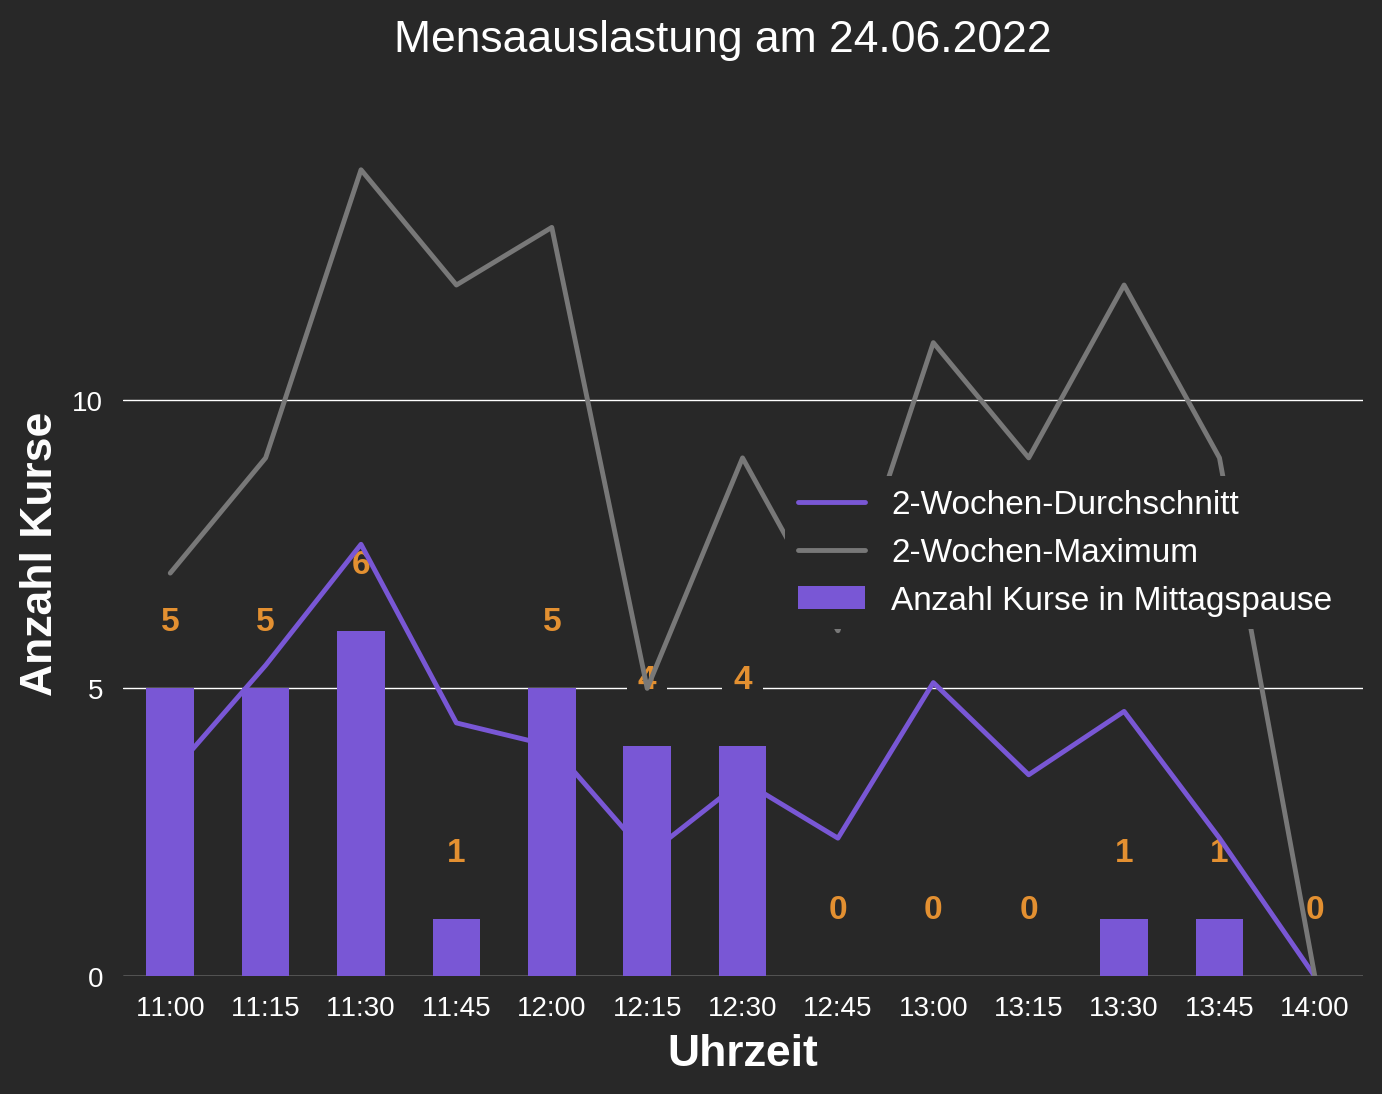 Mensaauslastung am 24.06.2022
Anzahl Kurse
10
5
0
2-Wochen-Durchschnitt
2-Wochen-Maximum
Anzahl Kurse in Mittagspause
5 5 6 1 5 4 4 0 0 0 1 1 0
11:00 11:15 11:30 11:45 12:00 12:15 12:30 12:45 13:00 13:15 13:30 13:45 14:00
Uhrzeit